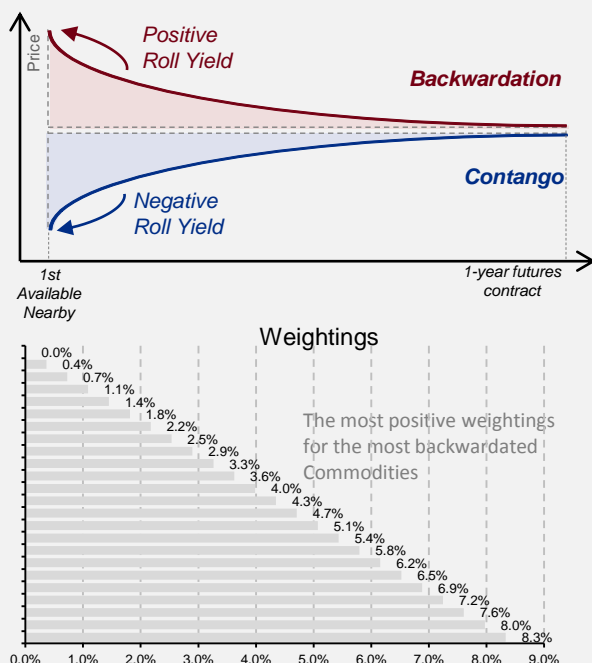 Price
Positive
Roll Yield
Backwardation
Contango
Negative
Roll Yield
1st
Available
Nearby
1-year futures
contract
Weightings
0.0%
0.4%
0.7%
1.1%
1.4%
1.8%
2.2%
2.5%
2.9%
3.3%
3.6%
4.0%
4.3%
4.7%
5.1%
5.4%
5.8%
6.2%
6.5%
6.9%
7.2%
7.6%
8.0%
8.3%
The most positive weightings
for the most backwardated
Commodities
0.0% 1.0% 2.0% 3.0% 4.0% 5.0% 6.0% 7.0% 8.0% 9.0%